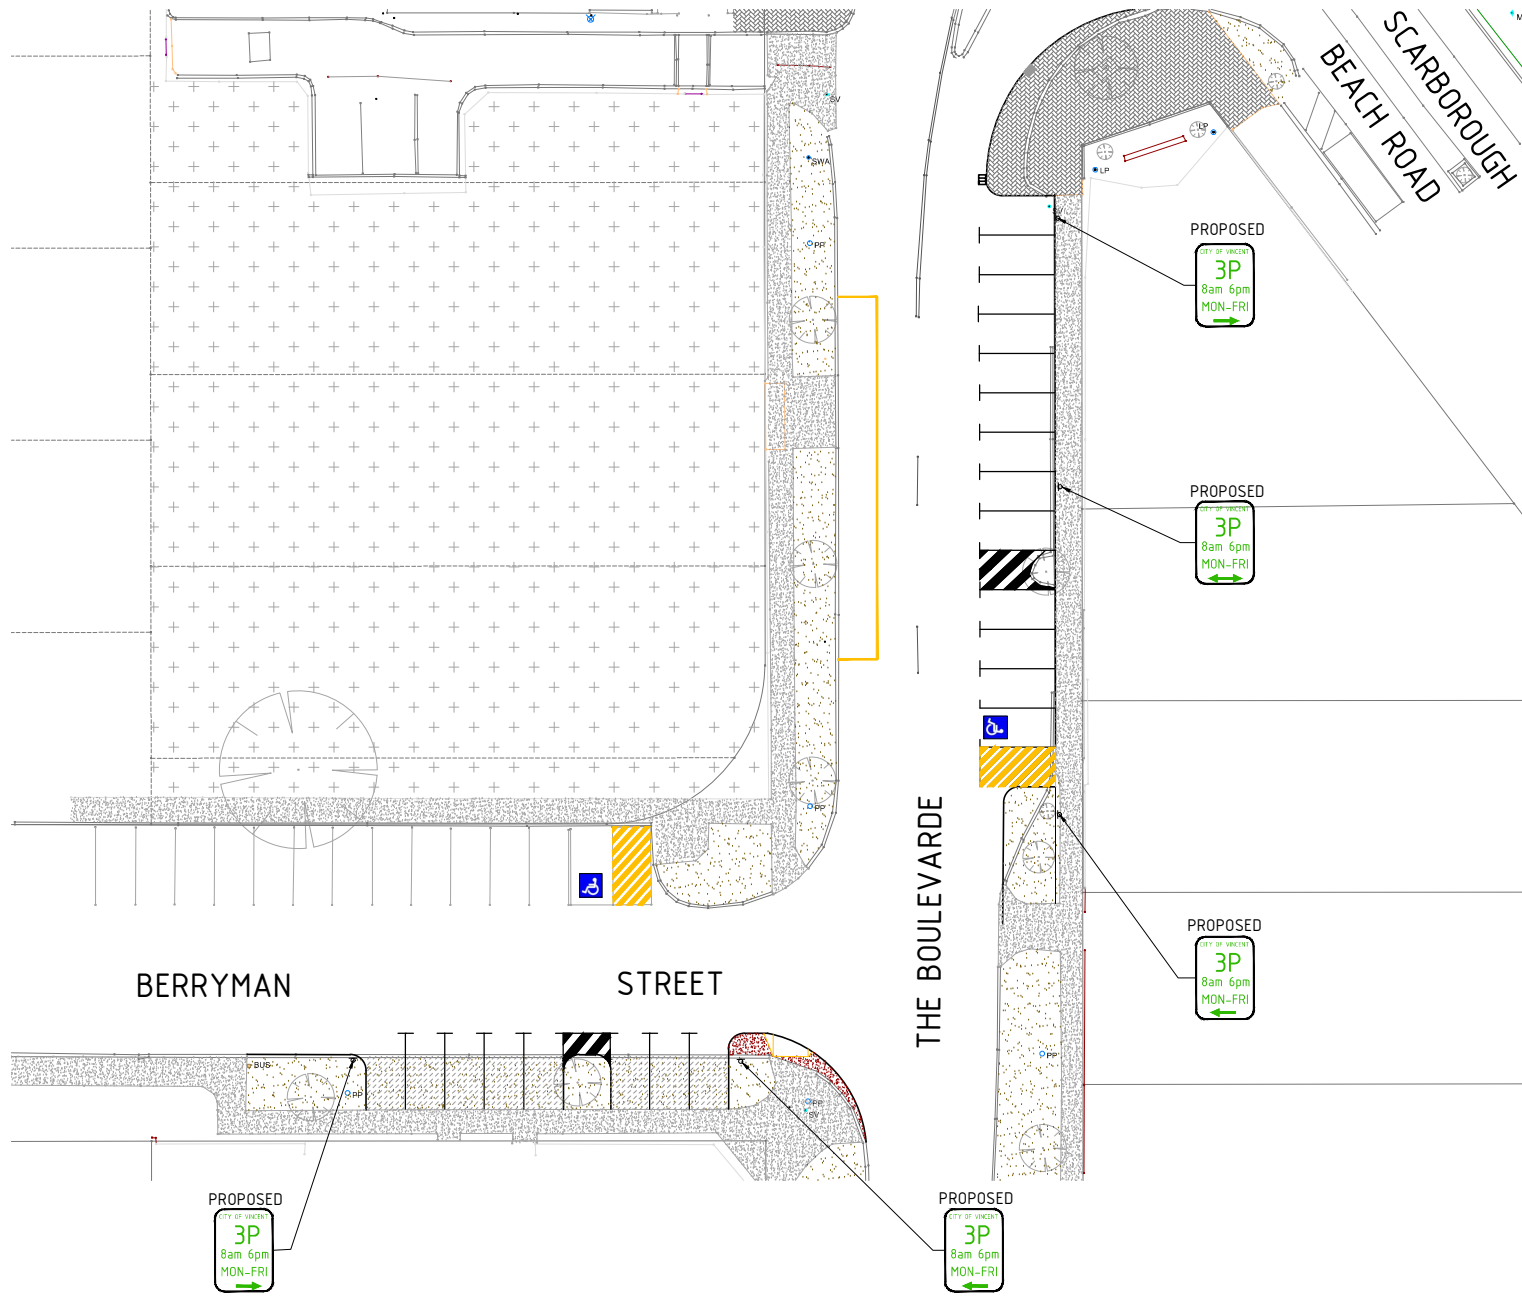 M
SCARBOROUGH
BEACH ROAD
SV
SWA
LP
LP
SV
PP
PROPOSED
CITY OF VINCENT
3P
8am 6pm
MON-FRI
PROPOSED
CITY OF VINCENT
3P
8am 6pm
MON-FRI
PP
THE BOULEVARDE
PROPOSED
CITY OF VINCENT
3P
8am 6pm
MON-FRI
BERRYMAN STREET
BUS
PP
PP
SV
PP
PROPOSED
CITY OF VINCENT
3P
8am 6pm
MON-FRI
PROPOSED
CITY OF VINCENT
3P
8am 6pm
MON-FRI